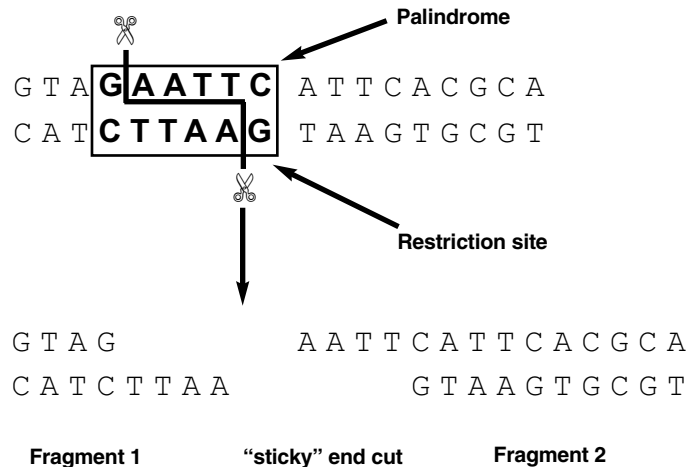 Palindrome
G T A G A A T T C A T T C A C G C A
C A T C T T A A G T A A G T G C G T
Restriction site
G T A G A A T T C A T T C A C G C A
C A T C T T A A G T A A G T G C G T
Fragment 1 “sticky” end cut Fragment 2